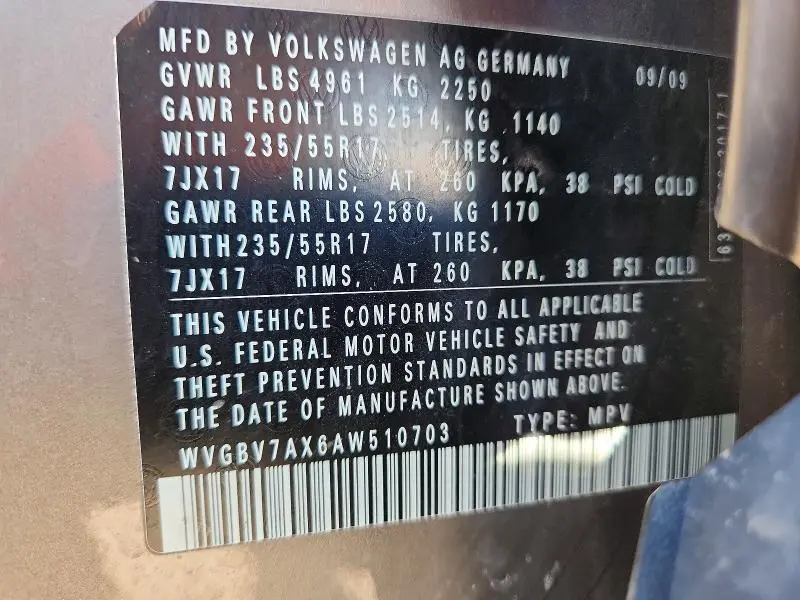 MFD BY VOLKSWAGEN AG GERMANY 09/09
GVWR LBS 4961 KG 2250
GAWR FRONT LBS 2514, KG 1140
WITH 235/55R17 TIRES,
7JX17 RIMS, AT 260 KPA, 38 PSI COLD
GAWR REAR LBS 2580, KG 1170
WITH 235/55R17 TIRES,
7JX17 RIMS, AT 260 KPA, 38 PSI COLD
THIS VEHICLE CONFORMS TO ALL APPLICABLE
U.S. FEDERAL MOTOR VEHICLE SAFETY AND
THEFT PREVENTION STANDARDS IN EFFECT ON
THE DATE OF MANUFACTURE SHOWN ABOVE.
WVGBV7AX6AW510703 TYPE: MPV